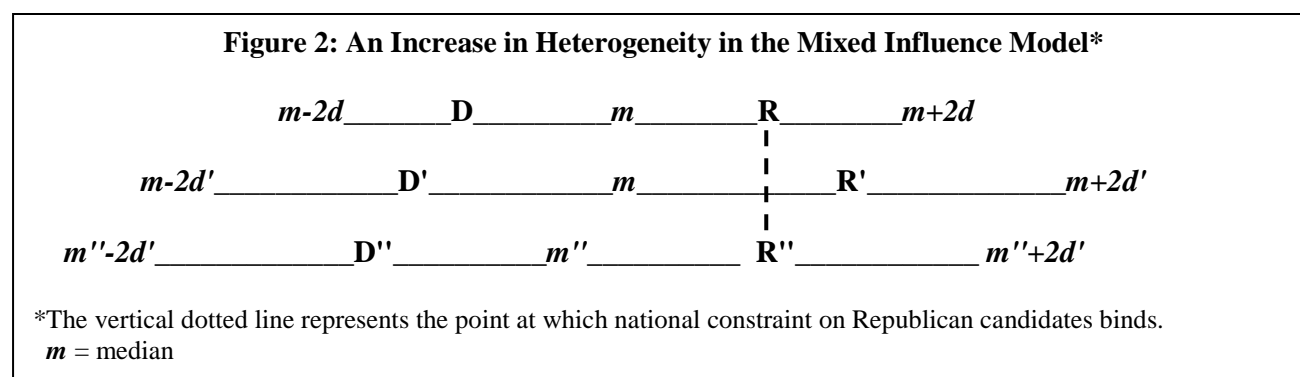 Figure 2: An Increase in Heterogeneity in the Mixed Influence Model*
m-2d_______D_________m________R________m+2d
m-2d'____________D'____________m_____________R'_____________m+2d'
m''-2d'_____________D''__________m''__________ R''____________ m''+2d'
*The vertical dotted line represents the point at which national constraint on Republican candidates binds.
m = median